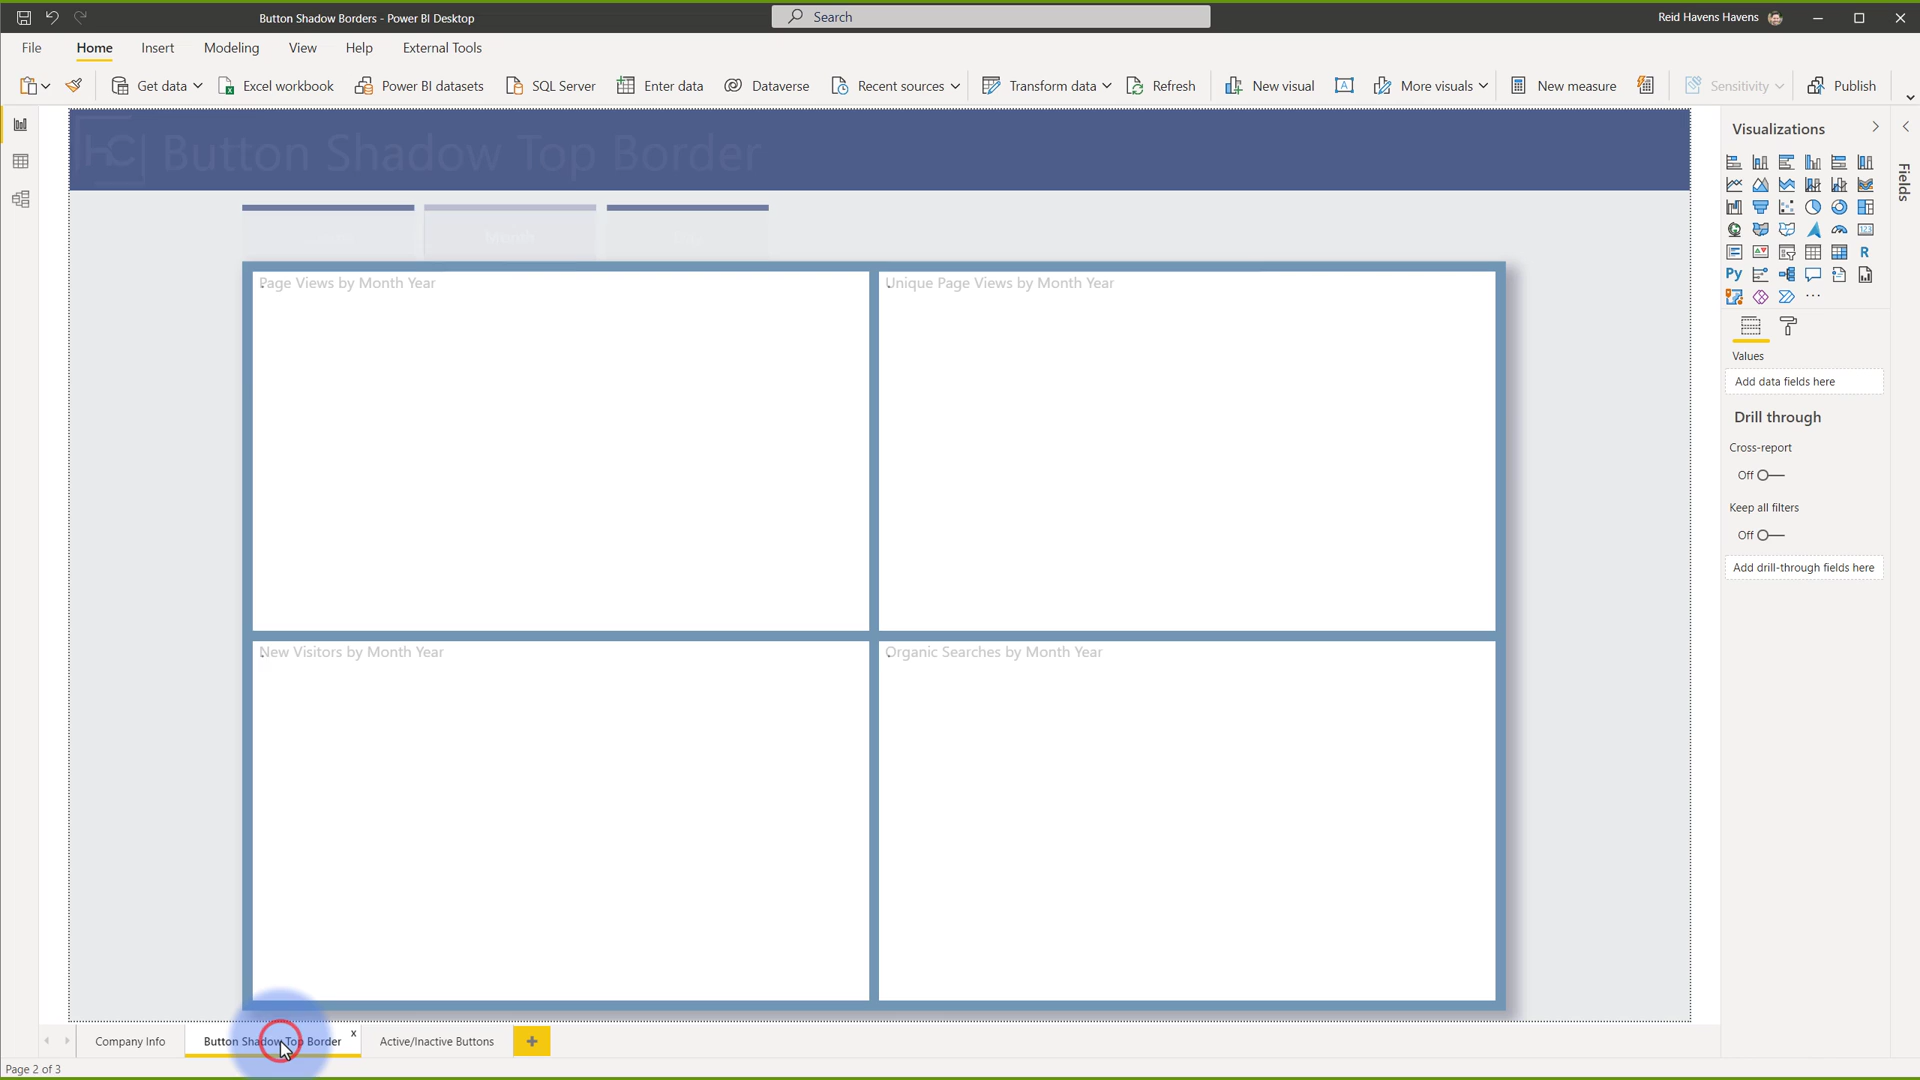 Button Shadow Borders - Power BI Desktop
Search
Reid Havens Havens
File
Home
Insert
Modeling
View
Help
External Tools
Get data
Excel workbook
Power BI datasets
SQL Server
Enter data
Dataverse
Recent sources
Transform data
Refresh
New visual
More visuals
New measure
Sensitivity
Publish
HC Button Shadow Top Border
Month
Page Views by Month Year
Unique Page Views by Month Year
New Visitors by Month Year
Organic Searches by Month Year
Visualizations
Fields
123
R
Py
Values
Add data fields here
Drill through
Cross-report
Off
Keep all filters
Off
Add drill-through fields here
Company Info
Button Shadow Top Border
x
Active/Inactive Buttons
+
Page 2 of 3